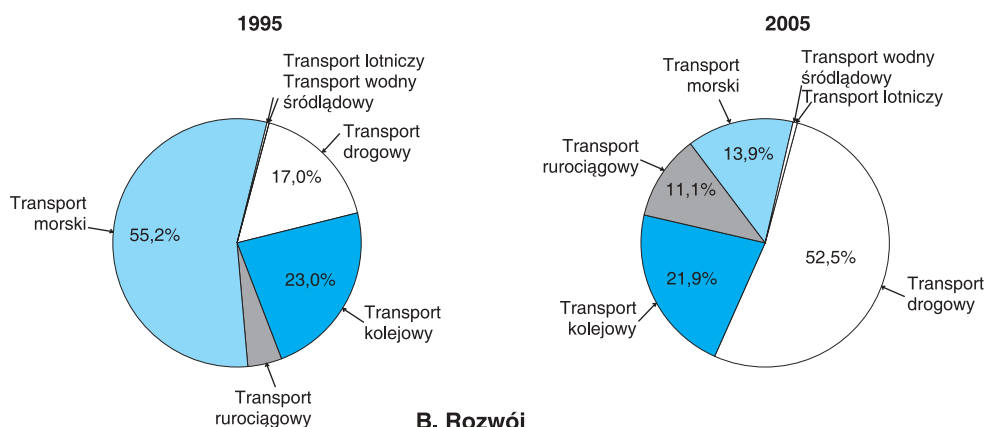 1995
Transport lotniczy
Transport wodny
śródlądowy
Transport
drogowy
17,0%
Transport
morski
55,2%
23,0%
Transport
kolejowy
Transport
rurociągowy
2005
Transport wodny
śródlądowy
Transport lotniczy
Transport
morski
13,9%
Transport
rurociągowy
11,1%
52,5%
21,9%
Transport
drogowy
Transport
kolejowy
B. Rozwój